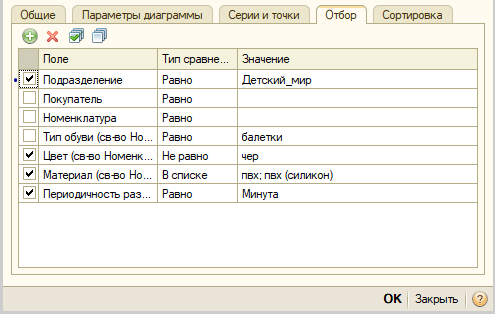 Общие Параметры диаграммы Серии и точки Отбор Сортировка
Поле Тип сравне... Значение
Подразделение Равно Детский_мир
Покупатель Равно
Номенклатура Равно
Тип обуви (св-во Но... Равно балетки
Цвет (св-во Номенк... Не равно чер
Материал (св-во Но... В списке пвх; пвх (силикон)
Периодичность раз... Равно Минута
OK Закрыть ?